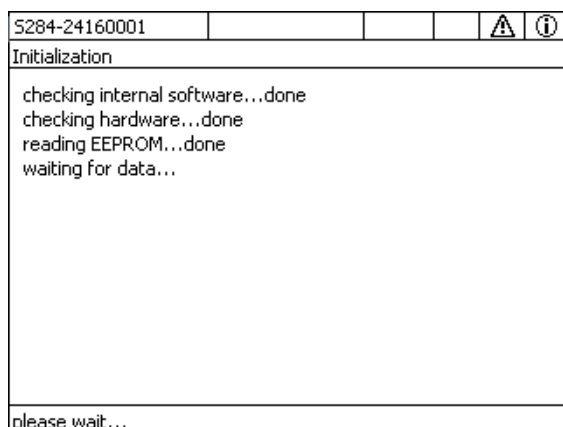 S284-24160001
Initialization
checking internal software...done
checking hardware...done
reading EEPROM...done
waiting for data...
please wait...